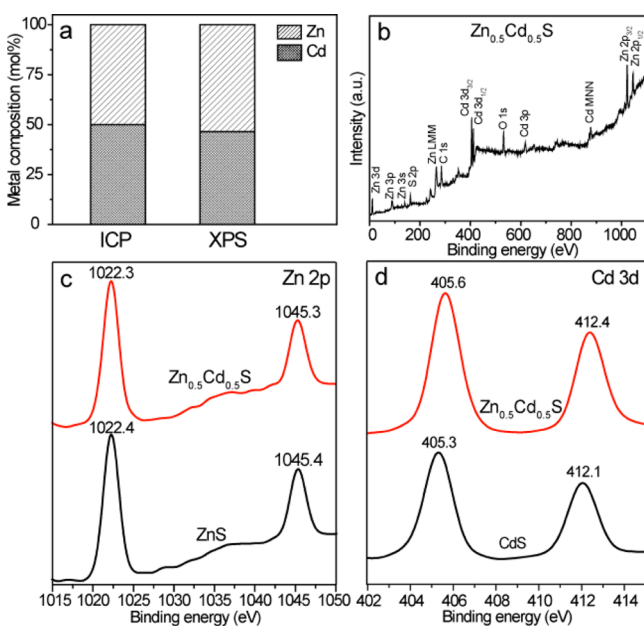 a
Zn
Cd
Metal composition (mol%)
100
75
50
25
0
ICP
XPS
b
Zn0.5Cd0.5S
Intensity (a.u.)
Zn 3d
Zn 3p
Zn 3s
S 2p
Zn LMM
C 1s
Cd 3d5/2
Cd 3d3/2
O 1s
Cd 3p
Cd MNN
Zn 2p3/2
Zn 2p1/2
0 200 400 600 800 1000
Binding energy (eV)
c
Zn 2p
1022.3
1045.3
Zn0.5Cd0.5S
1022.4
1045.4
ZnS
1015 1020 1025 1030 1035 1040 1045 1050
Binding energy (eV)
d
Cd 3d
405.6
412.4
Zn0.5Cd0.5S
405.3
412.1
CdS
402 404 406 408 410 412 414
Binding energy (eV)